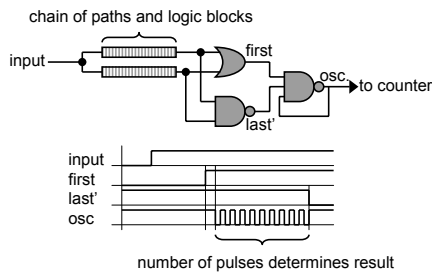 chain of paths and logic blocks
input
first
osc.
to counter
last'
input
first
last'
osc
number of pulses determines result